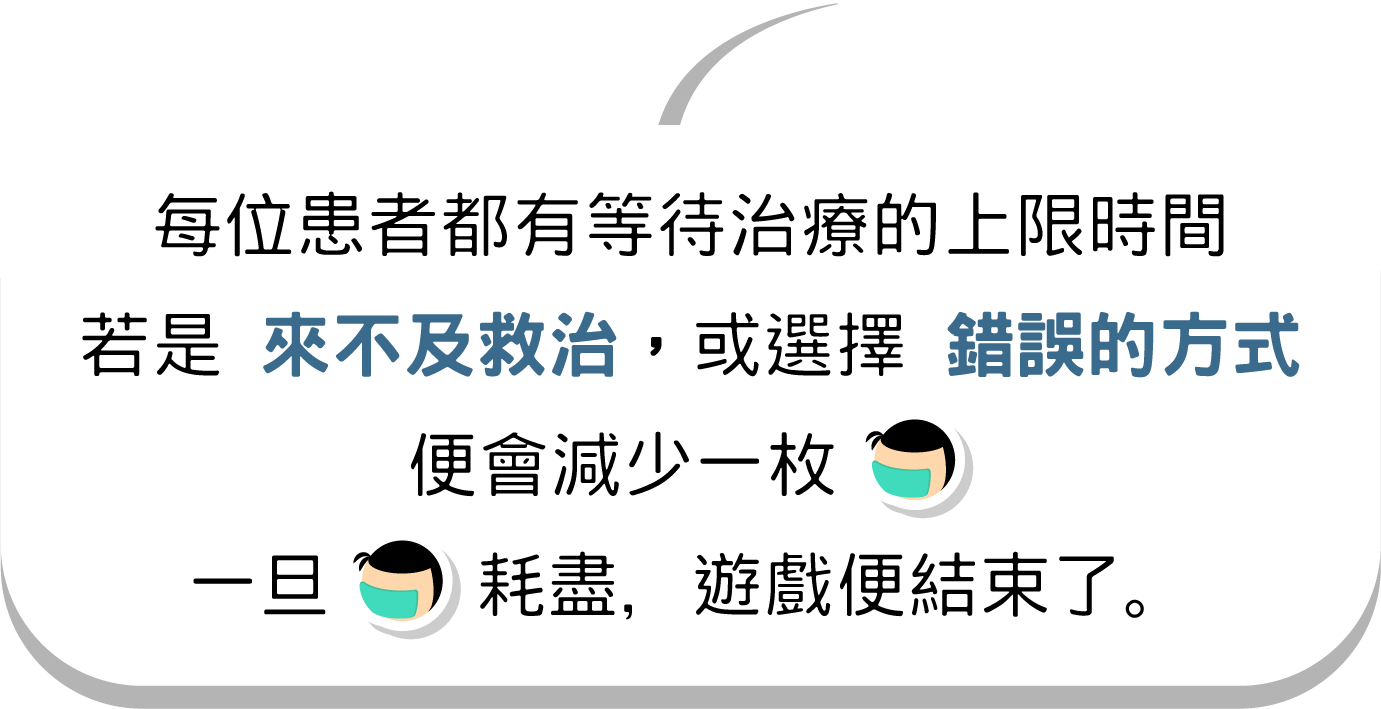 每位患者都有等待治療的上限時間
若是 來不及救治，或選擇 錯誤的方式
便會減少一枚
一旦 耗盡, 遊戲便結束了。